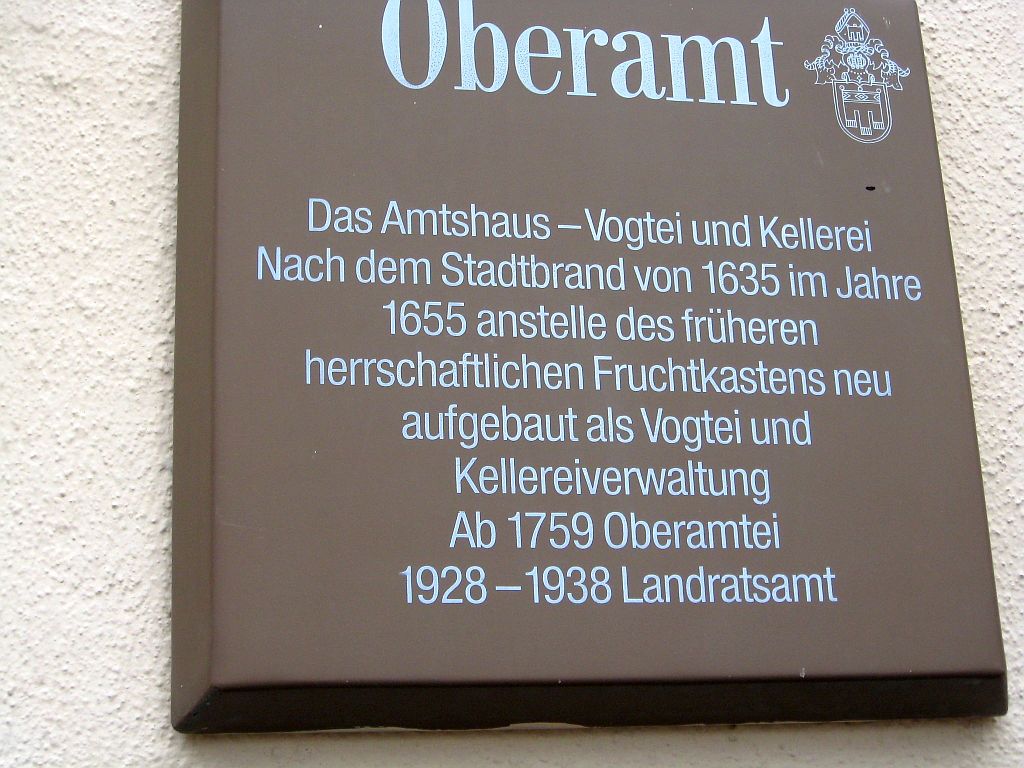 Oberamt
Das Amtshaus – Vogtei und Kellerei
Nach dem Stadtbrand von 1635 im Jahre
1655 anstelle des früheren
herrschaftlichen Fruchtkastens neu
aufgebaut als Vogtei und
Kellereiverwaltung
Ab 1759 Oberamtei
1928 – 1938 Landratsamt